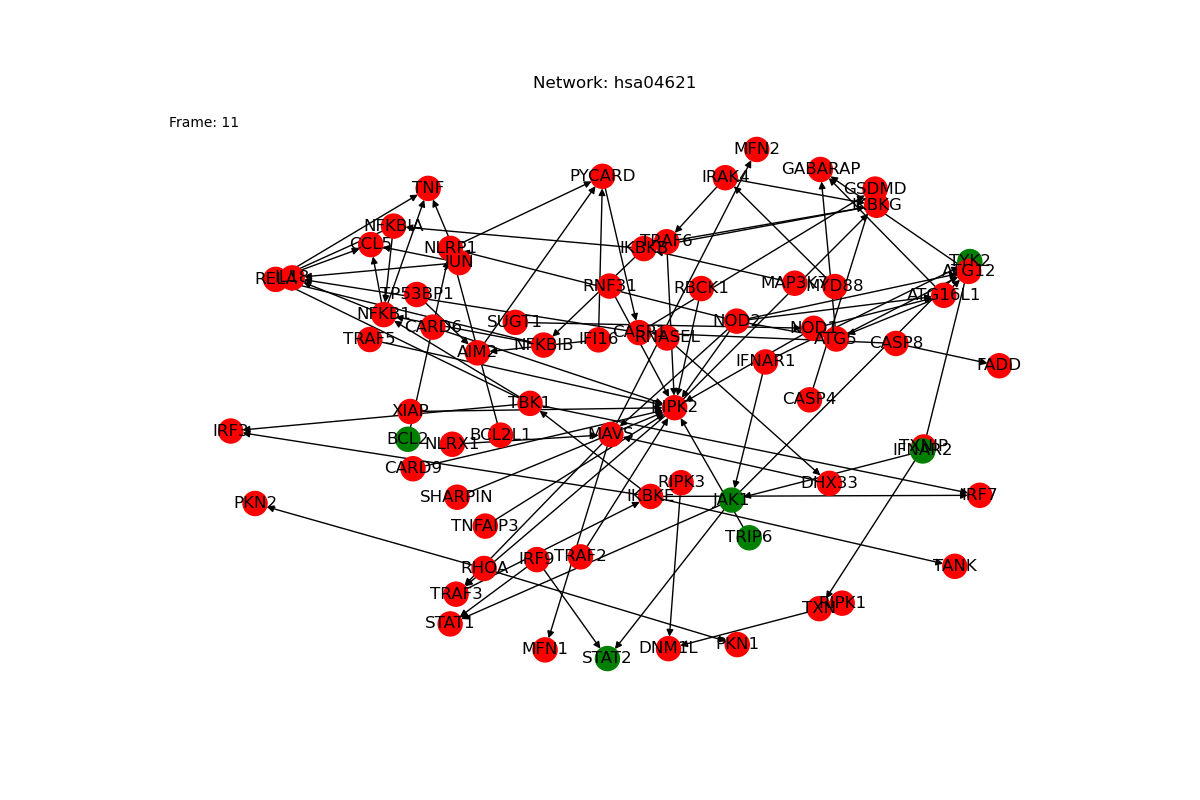 Network: hsa04621
Frame: 11
MFN2
GABARAP
PYCARD
IRAK4
TNF
GSDMD
IKBKG
NFKBIA
CCL5
NLRP1
IKBKB
TRAF6
JUN
TYK2
ATG12
RELA
TP53BP1
RNF31
RBCK1
MAP3K7
MYD88
ATG16L1
NFKB1
CARD6
SUGT1
NOD2
NOD1
TRAF5
AIM2
NFKBIB
IFI16
CASP1
RNASEL
ATG5
CASP8
IFNAR1
FADD
CASP4
XIAP
TBK1
RIPK2
IRF3
BCL2
NLRX1
BCL2L1
MAVS
TXNIP
IFNAR2
CARD9
SHARPIN
IKBKE
RIPK3
JAK1
DHX33
IRF7
PKN2
TNFAIP3
TRIP6
RHOA
IRF9
TRAF2
TANK
TRAF3
TXN
RIPK1
STAT1
MFN1
STAT2
DNM1L
PKN1